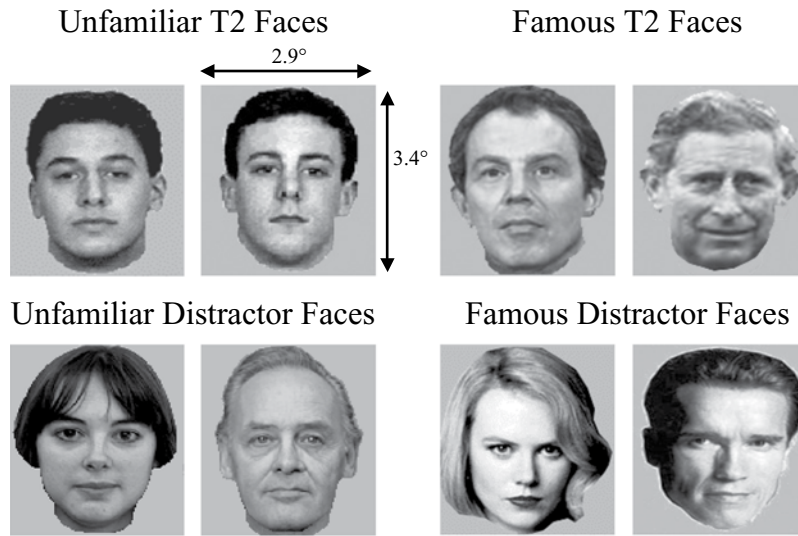 Unfamiliar T2 Faces
Famous T2 Faces
2.9°
3.4°
Unfamiliar Distractor Faces
Famous Distractor Faces